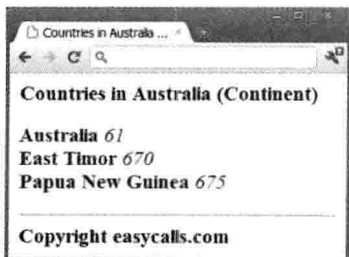 Countries in Australia ...
Countries in Australia (Continent)
Australia 61
East Timor 670
Papua New Guinea 675
Copyright easycalls.com